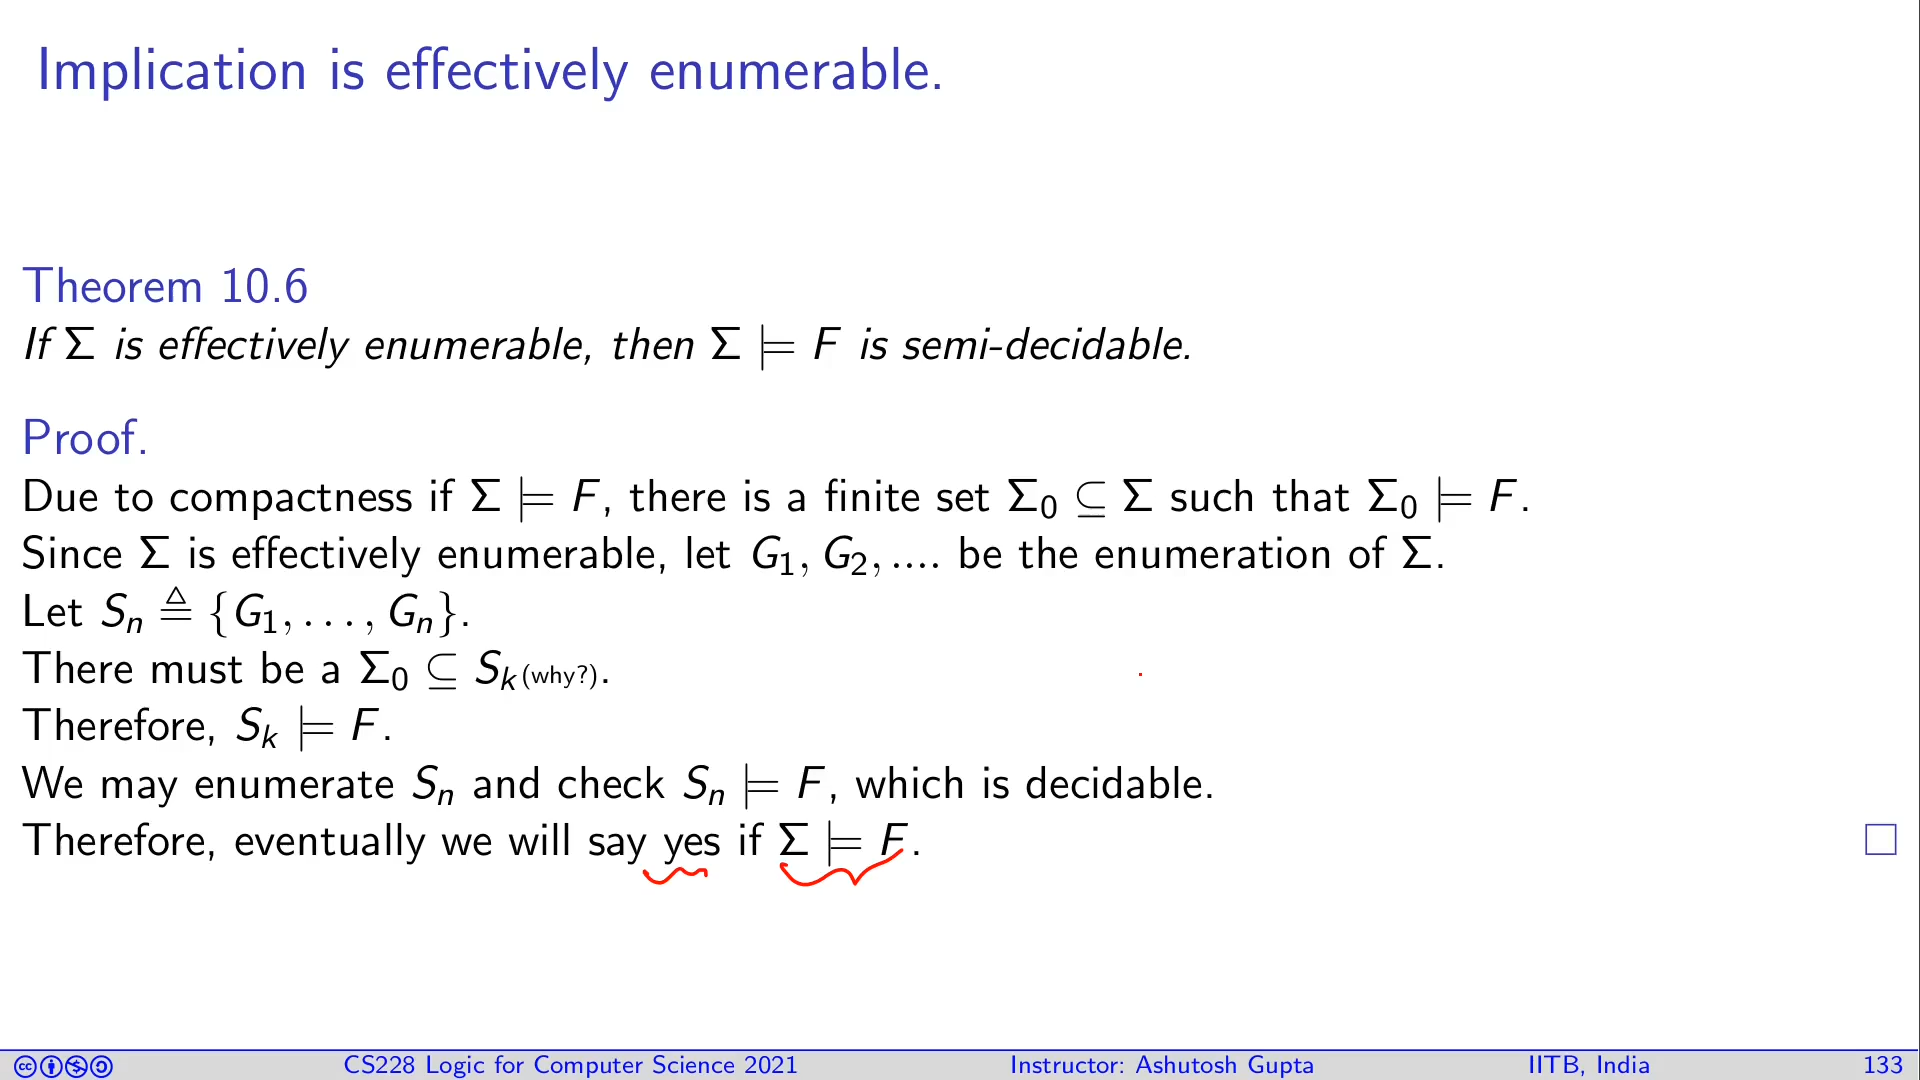 Implication is effectively enumerable.
Theorem 10.6
If Σ is effectively enumerable, then Σ ⊨ F is semi-decidable.
Proof.
Due to compactness if Σ ⊨ F, there is a finite set Σ₀ ⊆ Σ such that Σ₀ ⊨ F.
Since Σ is effectively enumerable, let G₁, G₂, .... be the enumeration of Σ.
Let Sₙ ≜ {G₁, . . . , Gₙ}.
There must be a Σ₀ ⊆ Sₖ(why?).
Therefore, Sₖ ⊨ F.
We may enumerate Sₙ and check Sₙ ⊨ F, which is decidable.
Therefore, eventually we will say yes if Σ ⊨ F. □
CS228 Logic for Computer Science 2021 Instructor: Ashutosh Gupta IITB, India 133